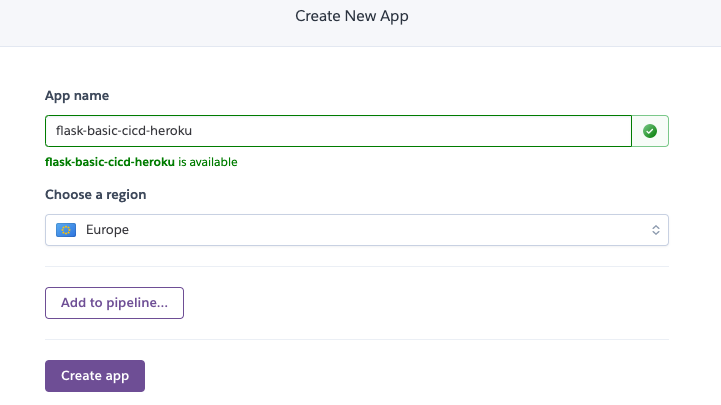 Create New App
App name
flask-basic-cicd-heroku
flask-basic-cicd-heroku is available
Choose a region
Europe
Add to pipeline...
Create app